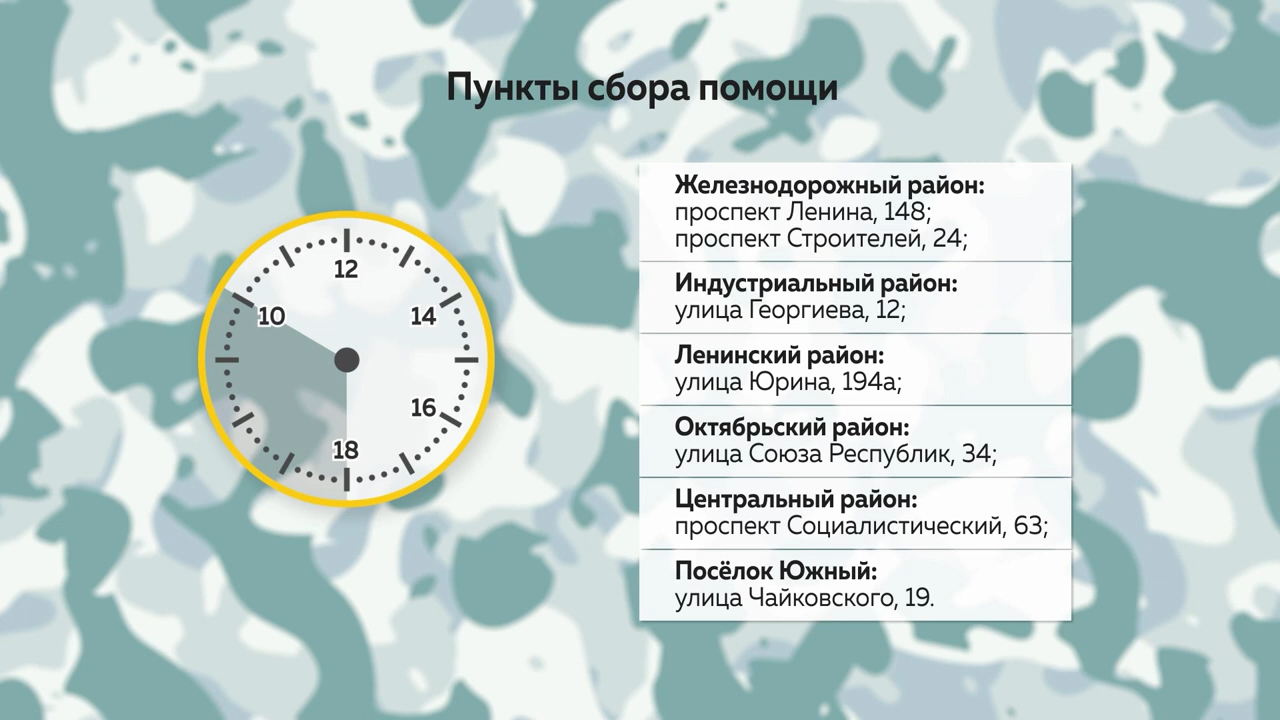 Пункты сбора помощи
12
10
14
16
18
Железнодорожный район:
проспект Ленина, 148;
проспект Строителей, 24;
Индустриальный район:
улица Георгиева, 12;
Ленинский район:
улица Юрина, 194а;
Октябрьский район:
улица Союза Республик, 34;
Центральный район:
проспект Социалистический, 63;
Посёлок Южный:
улица Чайковского, 19.